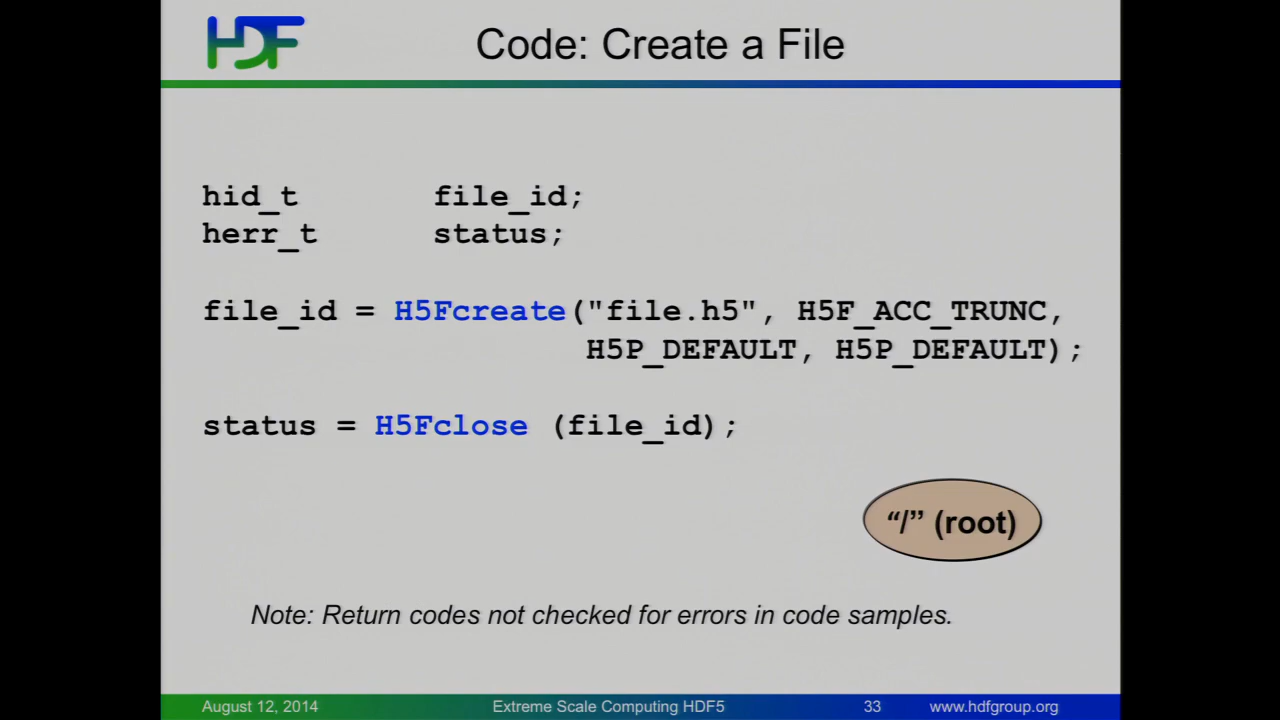 HDF
Code: Create a File
hid_t file_id;
herr_t status;
file_id = H5Fcreate("file.h5", H5F_ACC_TRUNC,
H5P_DEFAULT, H5P_DEFAULT);
status = H5Fclose (file_id);
“/” (root)
Note: Return codes not checked for errors in code samples.
August 12, 2014 Extreme Scale Computing HDF5 33 www.hdfgroup.org